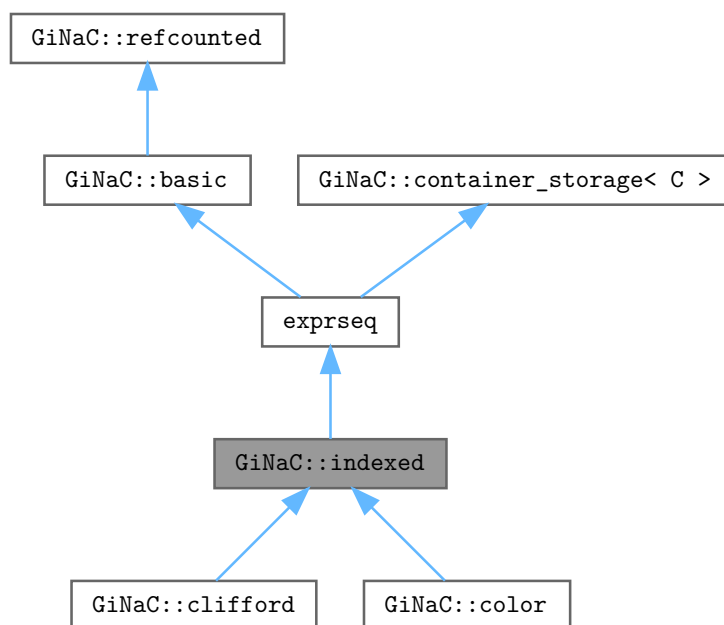 GiNaC::refcounted
GiNaC::basic
GiNaC::container_storage< C >
exprseq
GiNaC::indexed
GiNaC::clifford
GiNaC::color